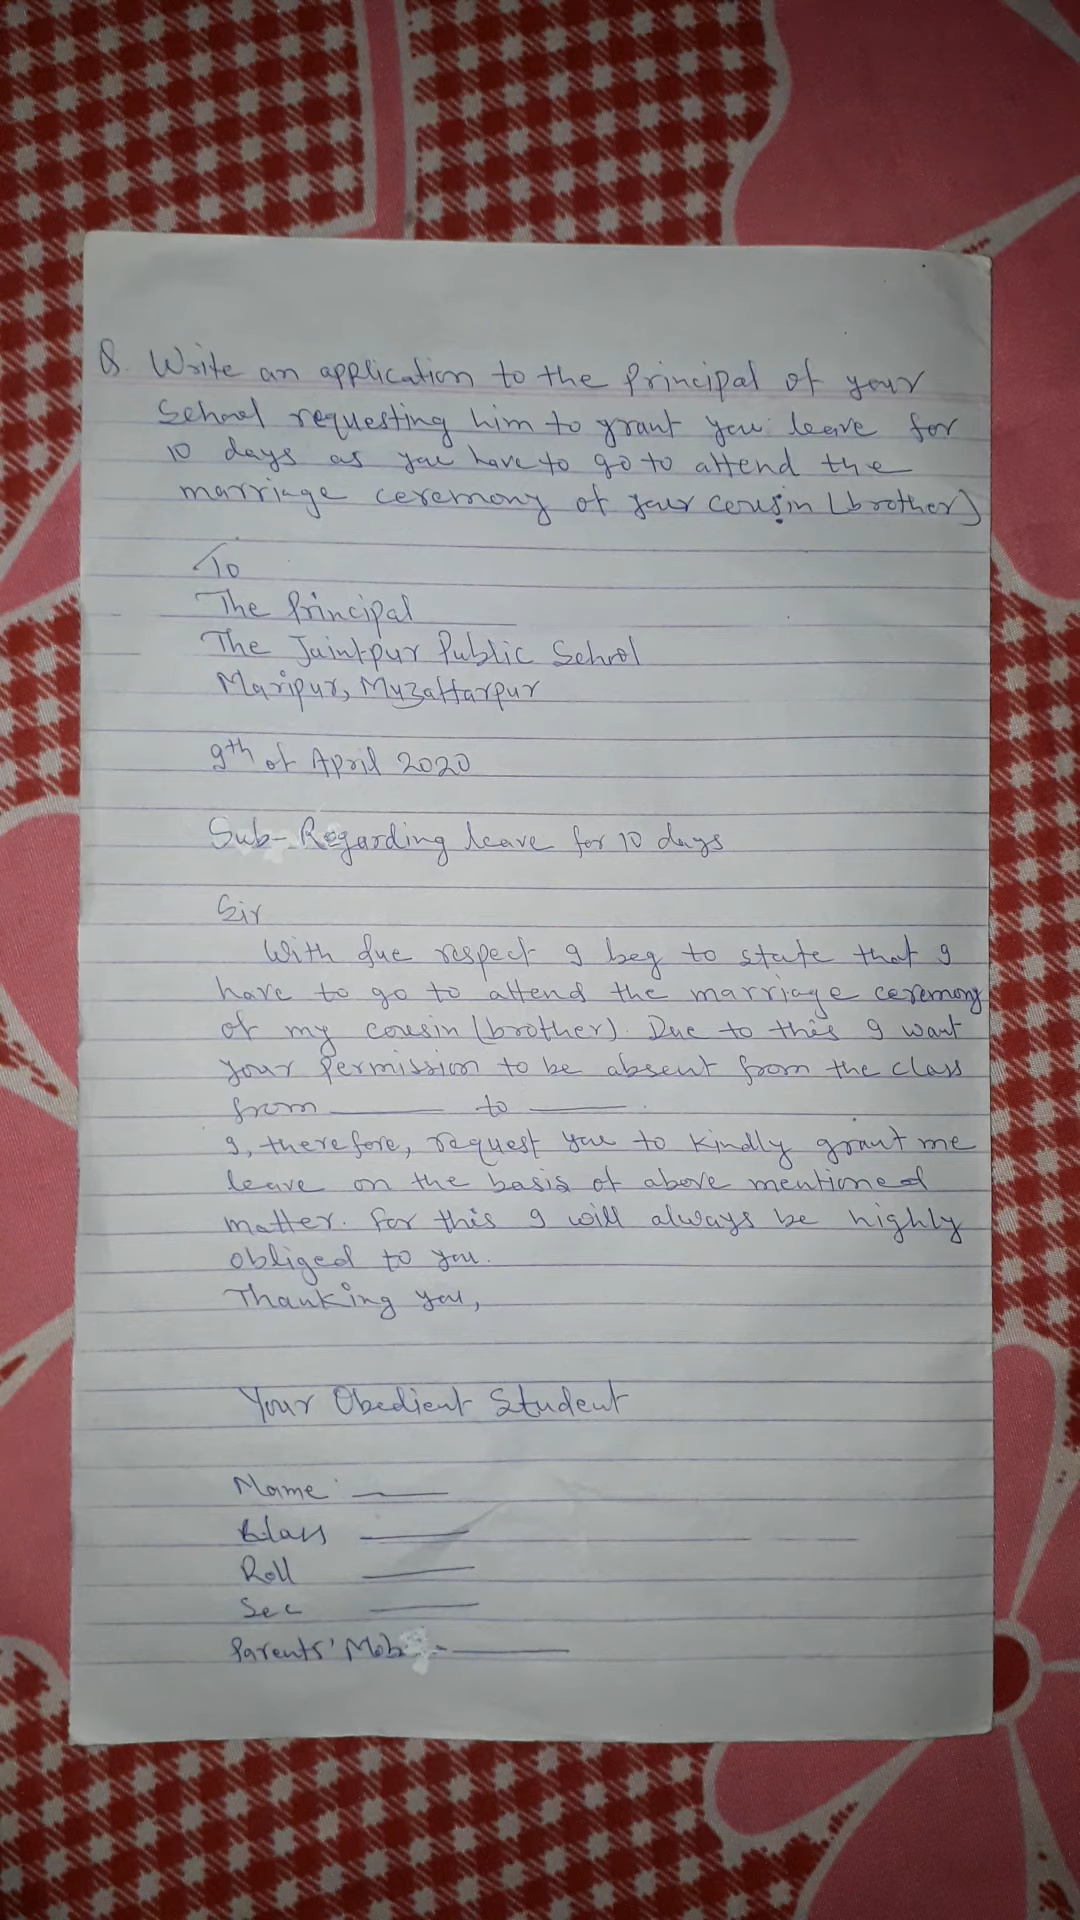 Q. Write an application to the Principal of your
School requesting him to grant you leave for
10 days as you have to go to attend the
marriage ceremony of your cousin (brother)
To
The Principal
The Jaintpur Public School
Maripur, Muzaffarpur
9th of April 2020
Sub- Regarding leave for 10 days
Sir
With due respect I beg to state that I
have to go to attend the marriage ceremony
of my cousin (brother). Due to this I want
your permission to be absent from the class
from ______ to ______.
I, therefore, request you to kindly grant me
leave on the basis of above mentioned
matter. For this I will always be highly
obliged to you.
Thanking you,
Your Obedient Student
Name ______
Class ______
Roll ______
Sec ______
Parents' Mob - ______